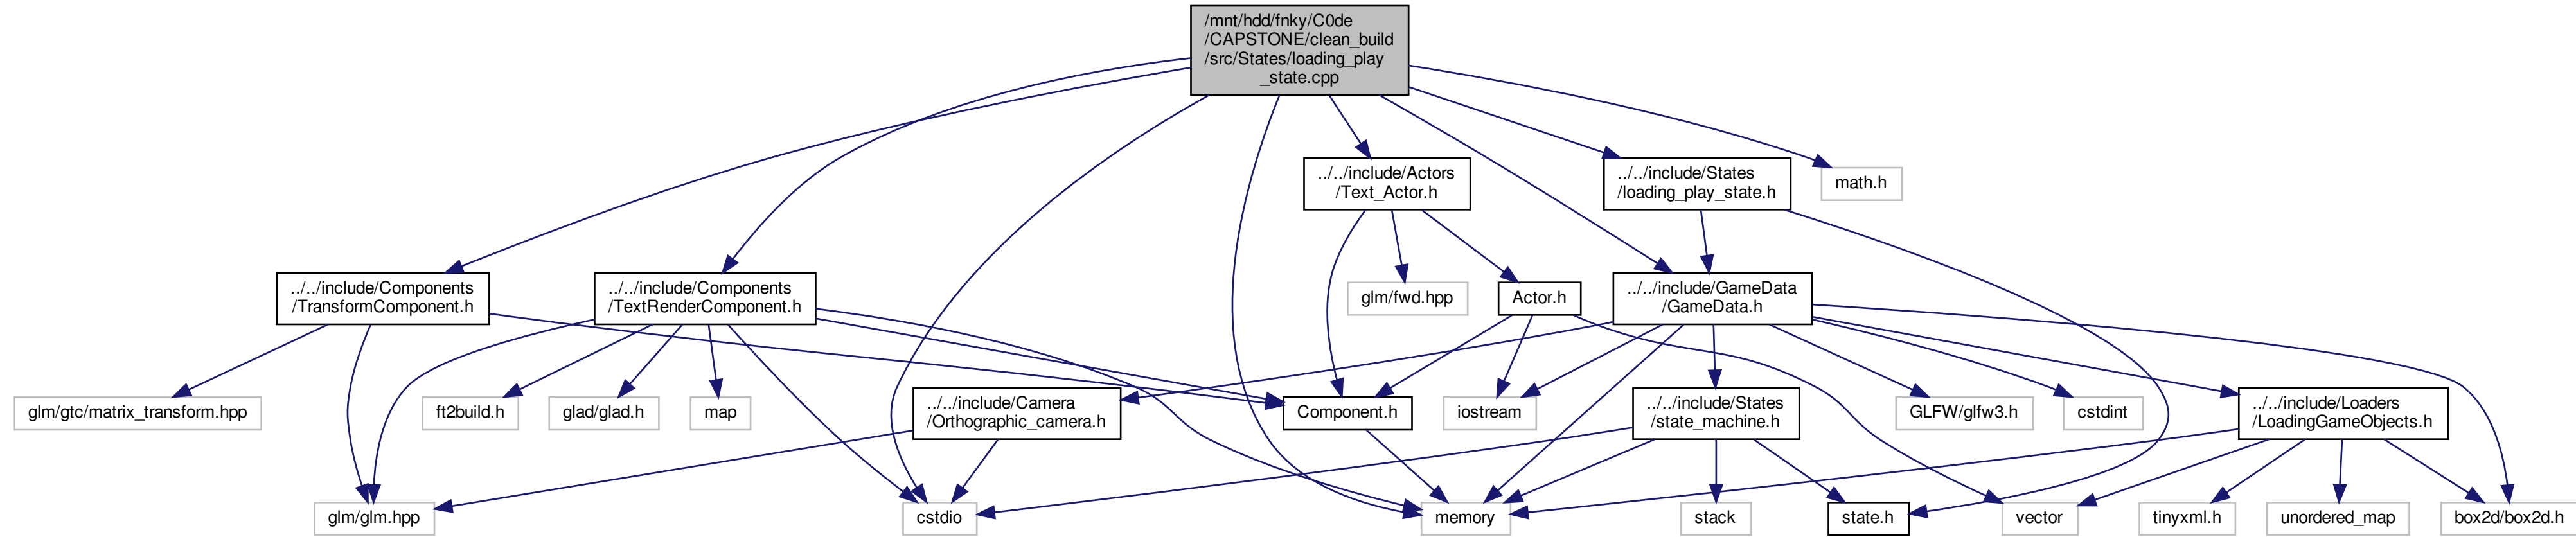 /mnt/hdd/fnky/C0de
/CAPSTONE/clean_build
/src/States/loading_play
_state.cpp
../../include/Actors
/Text_Actor.h
../../include/States
/loading_play_state.h
math.h
../../include/Components
/TransformComponent.h
../../include/Components
/TextRenderComponent.h
glm/fwd.hpp
Actor.h
../../include/GameData
/GameData.h
glm/gtc/matrix_transform.hpp
ft2build.h
glad/glad.h
map
../../include/Camera
/Orthographic_camera.h
Component.h
iostream
../../include/States
/state_machine.h
GLFW/glfw3.h
cstdint
../../include/Loaders
/LoadingGameObjects.h
glm/glm.hpp
cstdio
memory
stack
state.h
vector
tinyxml.h
unordered_map
box2d/box2d.h